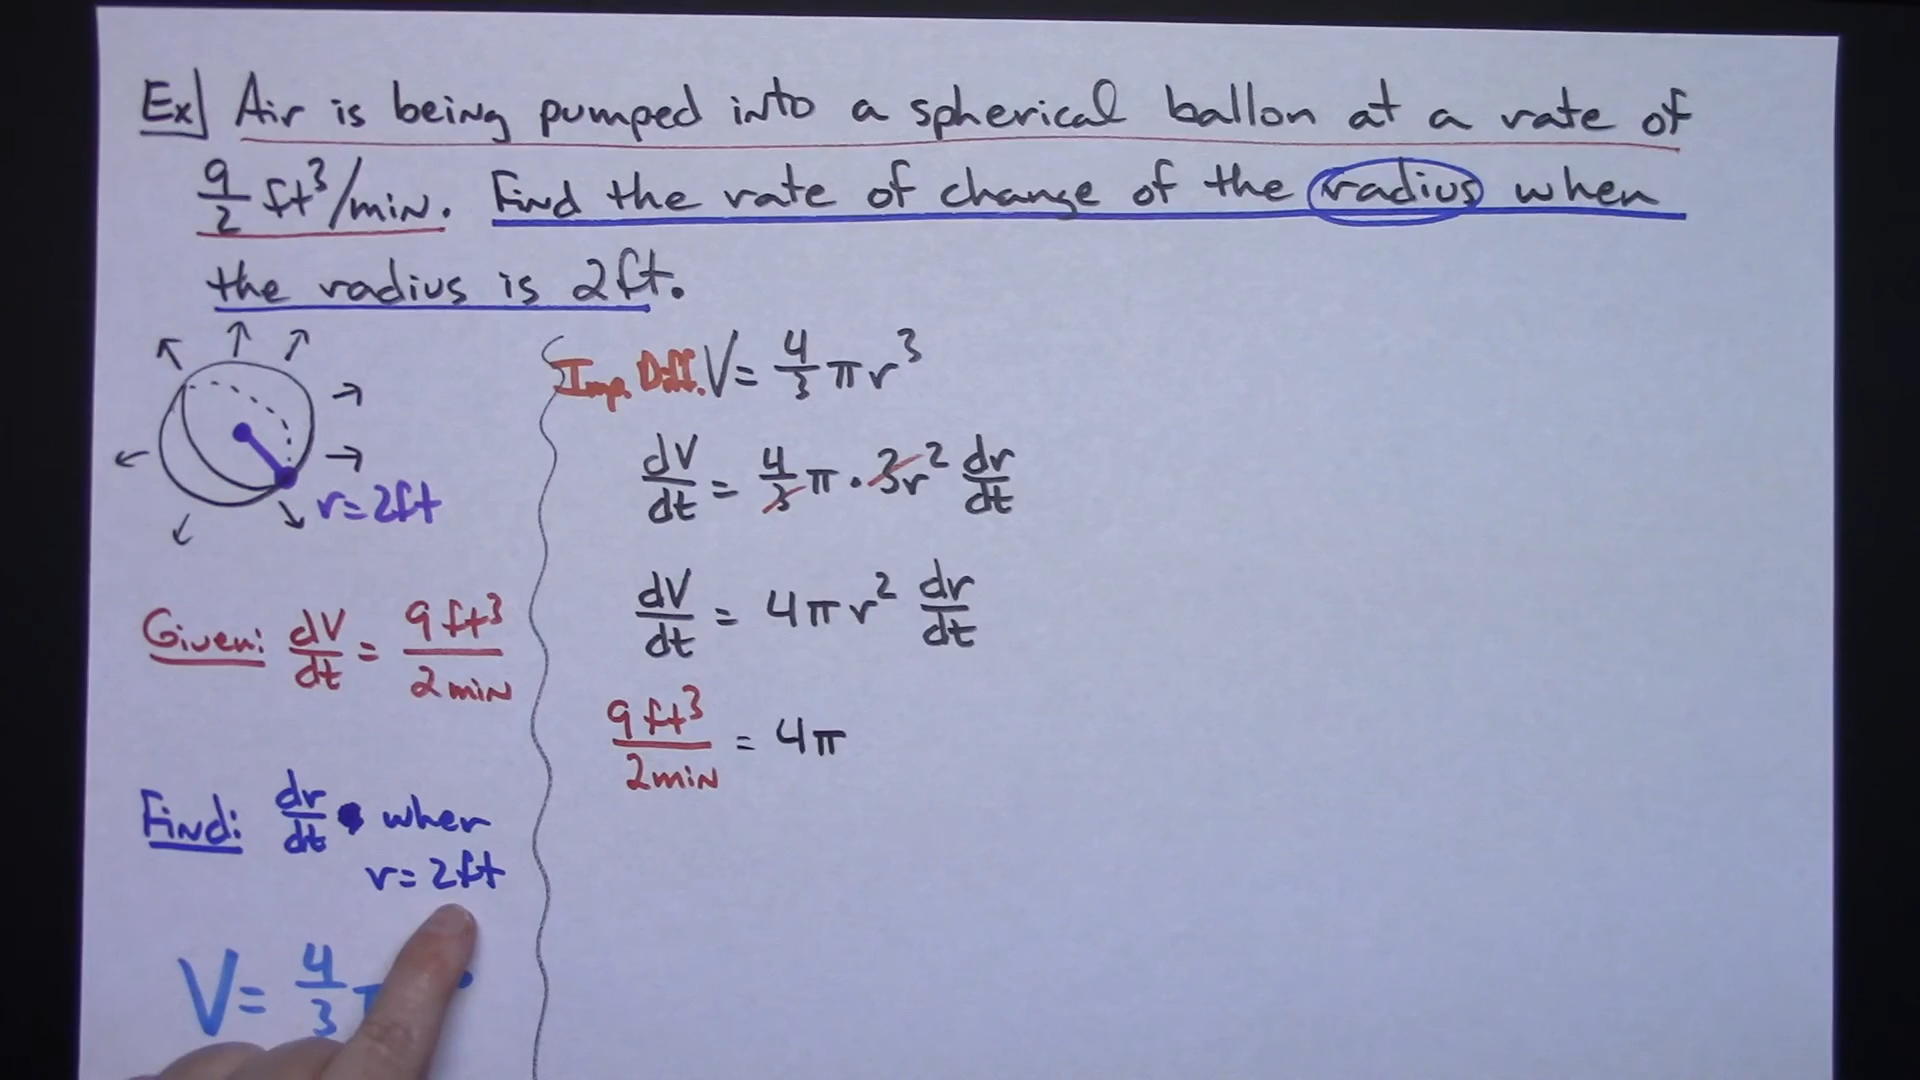 Ex| Air is being pumped into a spherical ballon at a rate of
9/2 ft³/min. Find the rate of change of the radius when
the radius is 2ft.
r=2ft
Given: dV/dt = 9ft³/2min
Find: dr/dt when
r=2ft
V= 4/3
Imp. Diff. V= 4/3 πr³
dV/dt = 4/3 π · 3r² dr/dt
dV/dt = 4πr² dr/dt
9ft³/2min = 4π